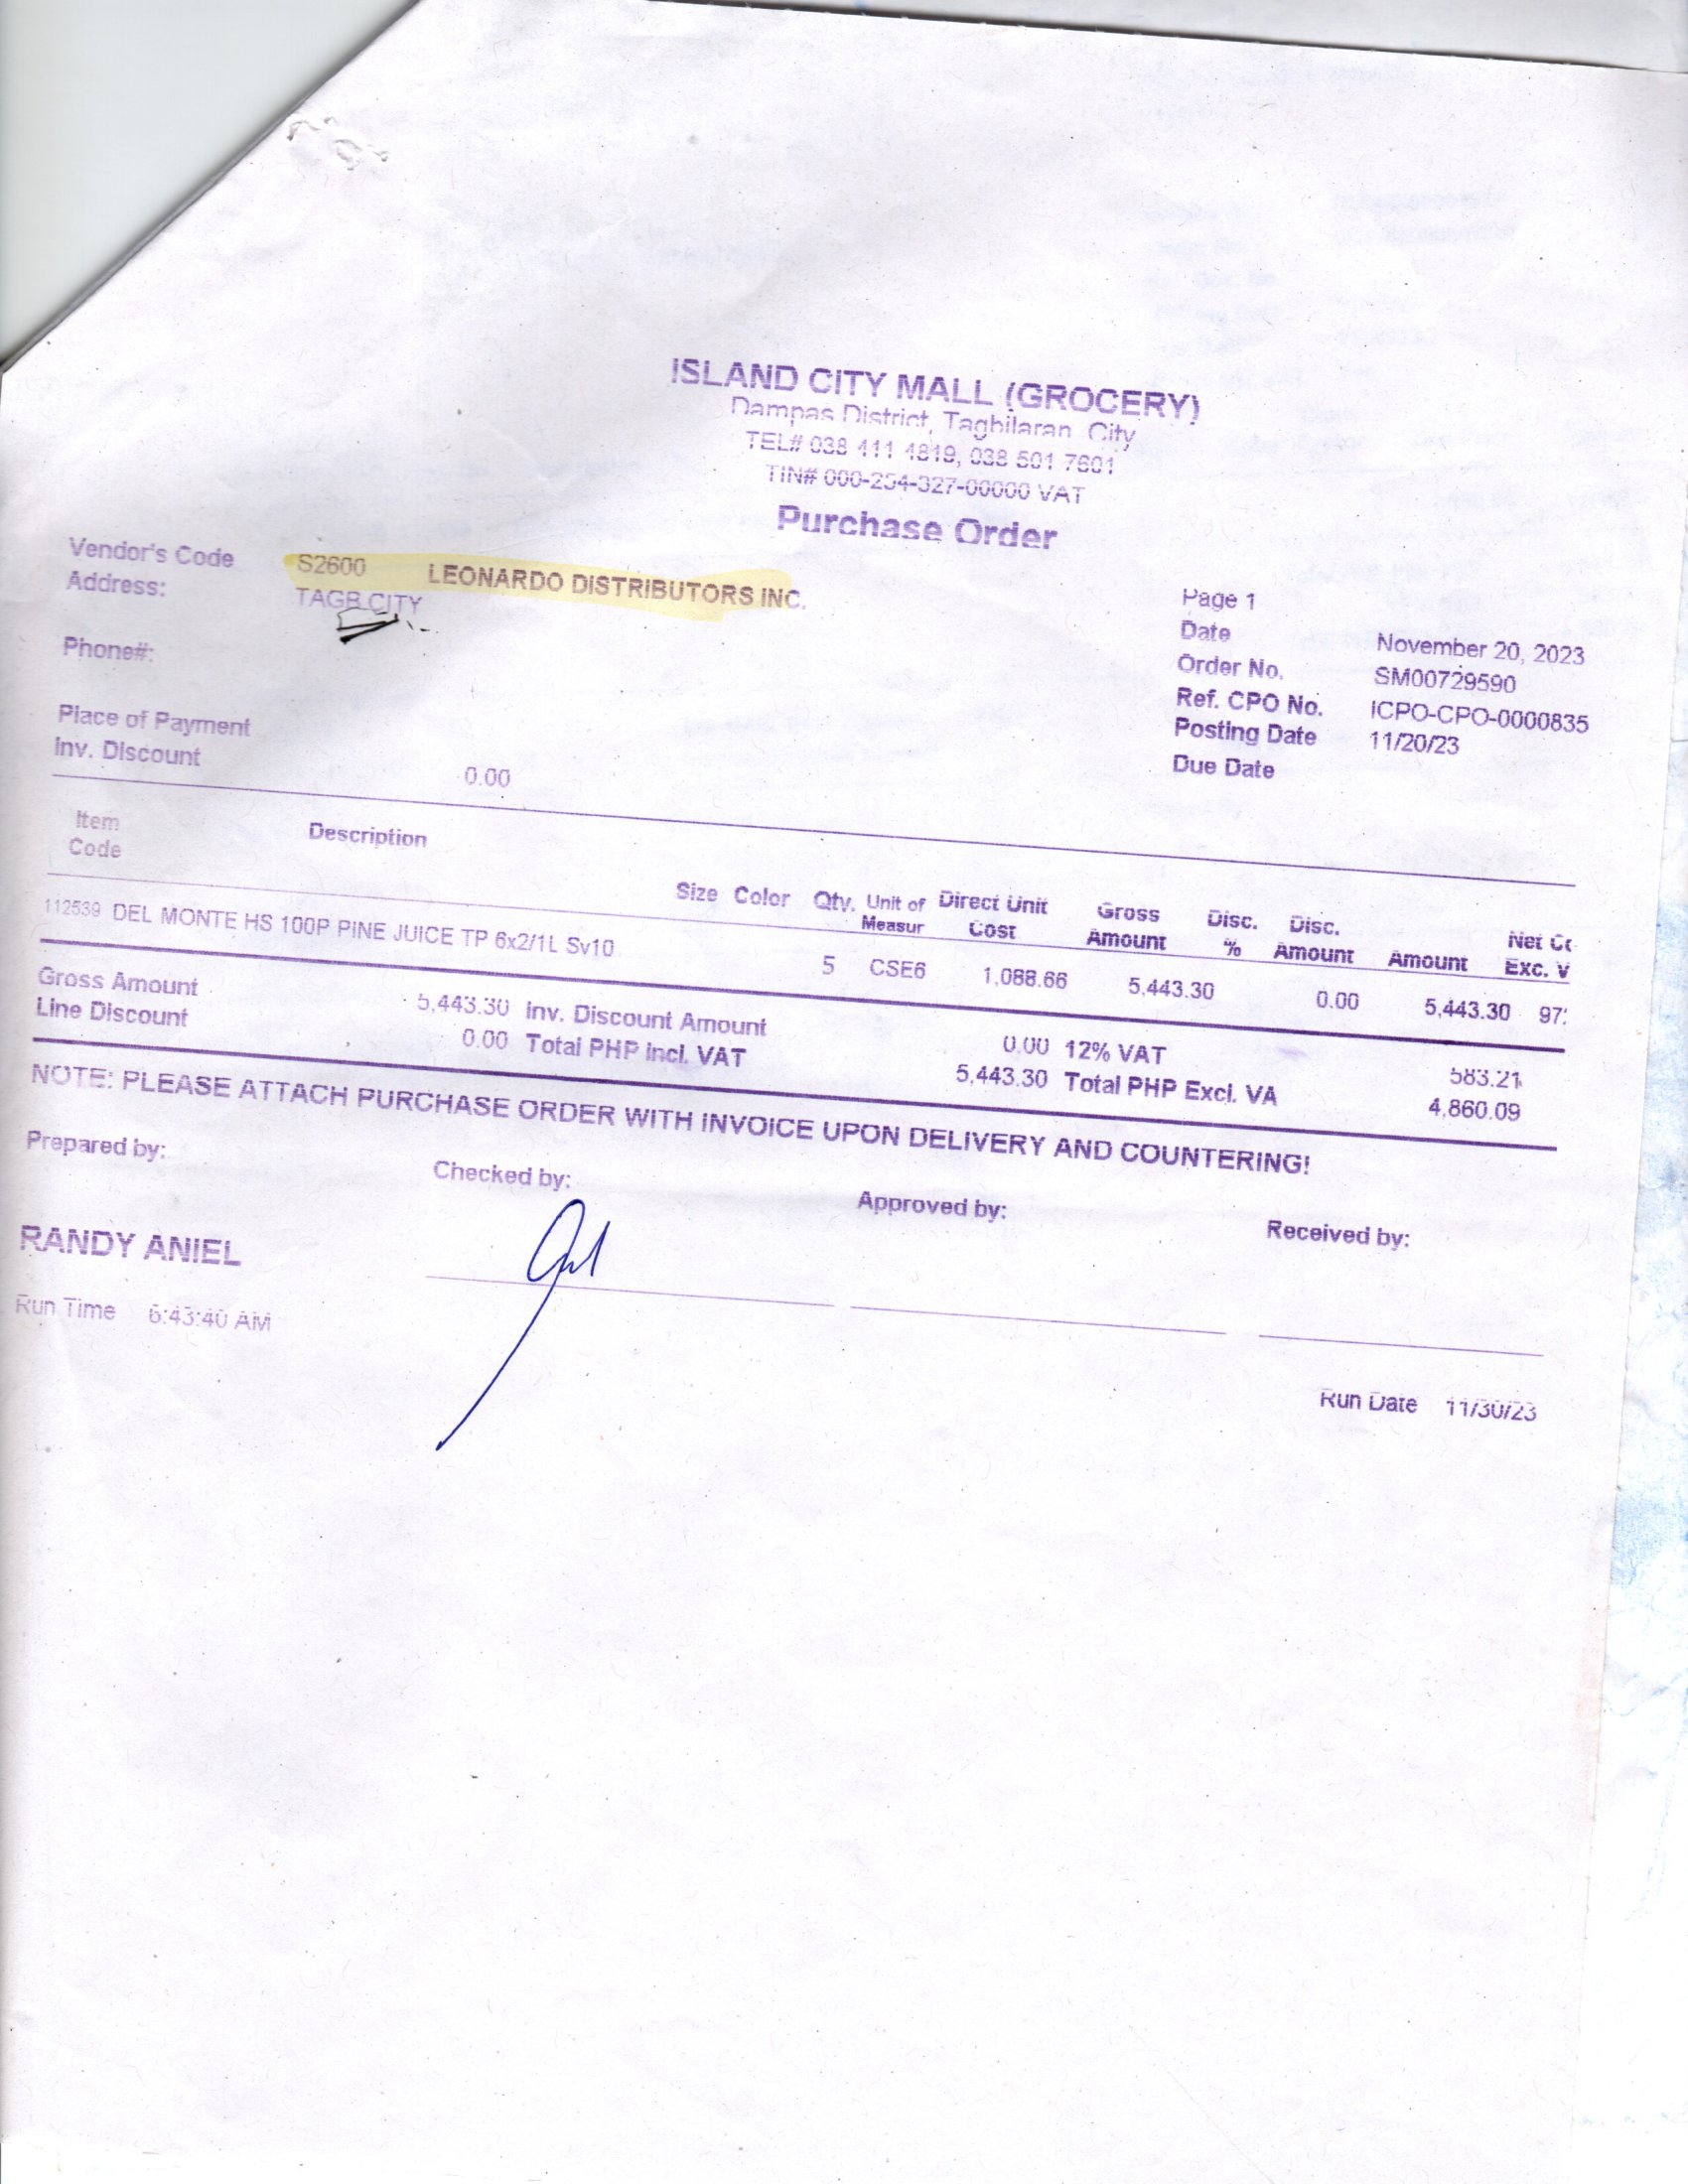 ISLAND CITY MALL (GROCERY)
Dampas District, Tagbilaran City
TEL# 038 411 4819, 038 501 7601
TIN# 000-254-327-00000 VAT
Purchase Order
Vendor's Code S2600 LEONARDO DISTRIBUTORS INC.
Address: TAGB.CITY
Phone#:
Place of Payment
Inv. Discount 0.00
Page 1
Date November 20, 2023
Order No. SM00729590
Ref. CPO No. ICPO-CPO-0000835
Posting Date 11/20/23
Due Date
Item Code Description Size Color Qty. Unit of Measur Direct Unit Cost Gross Amount Disc. % Disc. Amount Amount Net Exc. V
112539 DEL MONTE HS 100P PINE JUICE TP 6x2/1L Sv10 5 CSE6 1,088.66 5,443.30 0.00 5,443.30 97
Gross Amount 5,443.30 Inv. Discount Amount 0.00 12% VAT 583.21
Line Discount 0.00 Total PHP Incl. VAT 5,443.30 Total PHP Excl. VA 4,860.09
NOTE: PLEASE ATTACH PURCHASE ORDER WITH INVOICE UPON DELIVERY AND COUNTERING!
Prepared by: Checked by: Approved by: Received by:
RANDY ANIEL
Run Time 6:43:40 AM
Run Date 11/30/23